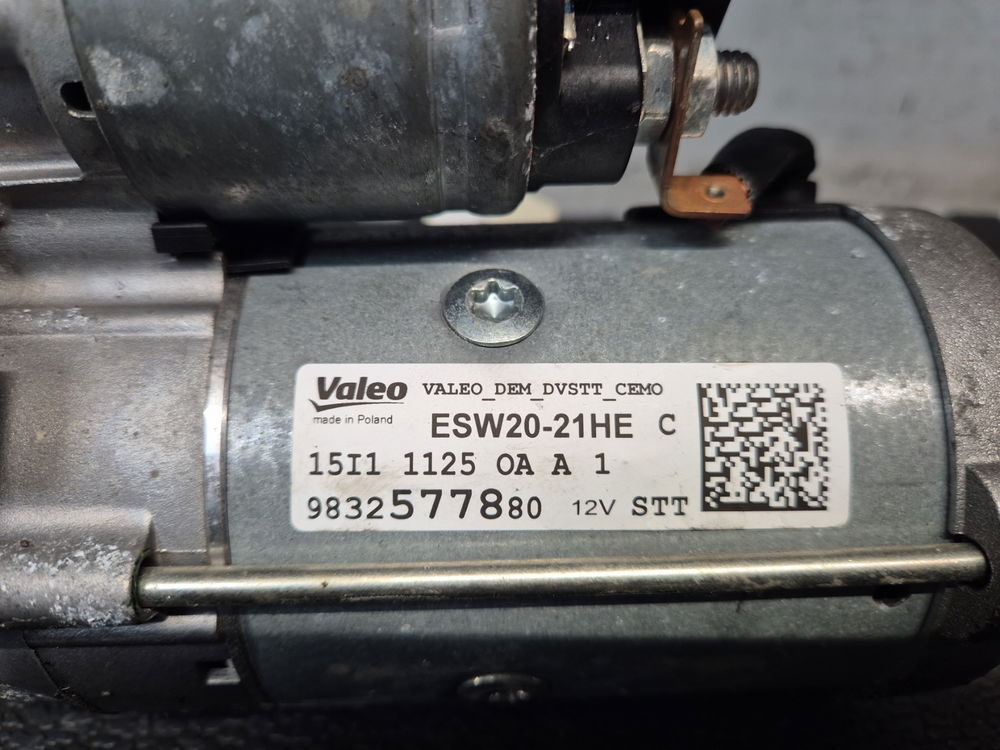 Valeo VALEO_DEM_DVSTT_CEMO
made in Poland ESW20-21HE C
15I1 1125 OA A 1
9832577880 12V STT